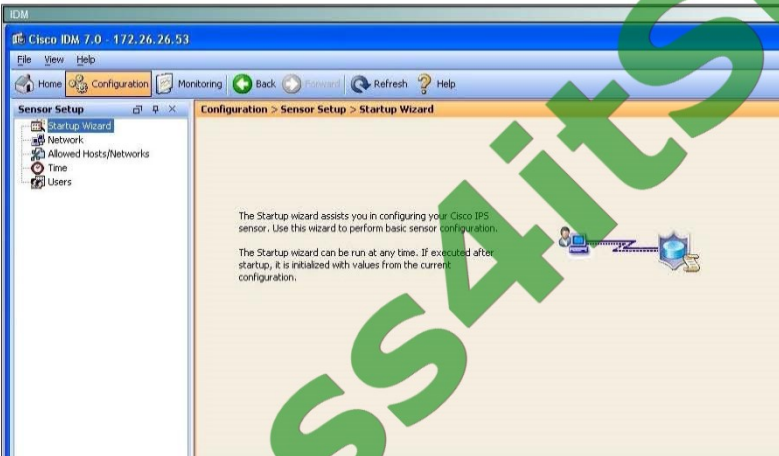 IDM
Cisco IDM 7.0 - 172.26.26.53
File View Help
Home Configuration Monitoring Back Forward Refresh Help
Sensor Setup
Configuration > Sensor Setup > Startup Wizard
Startup Wizard
Network
Allowed Hosts/Networks
Time
Users
The Startup wizard assists you in configuring your Cisco IPS
sensor. Use this wizard to perform basic sensor configuration.
The Startup wizard can be run at any time. If executed after
startup, it is initialized with values from the current
configuration.
ss4itS